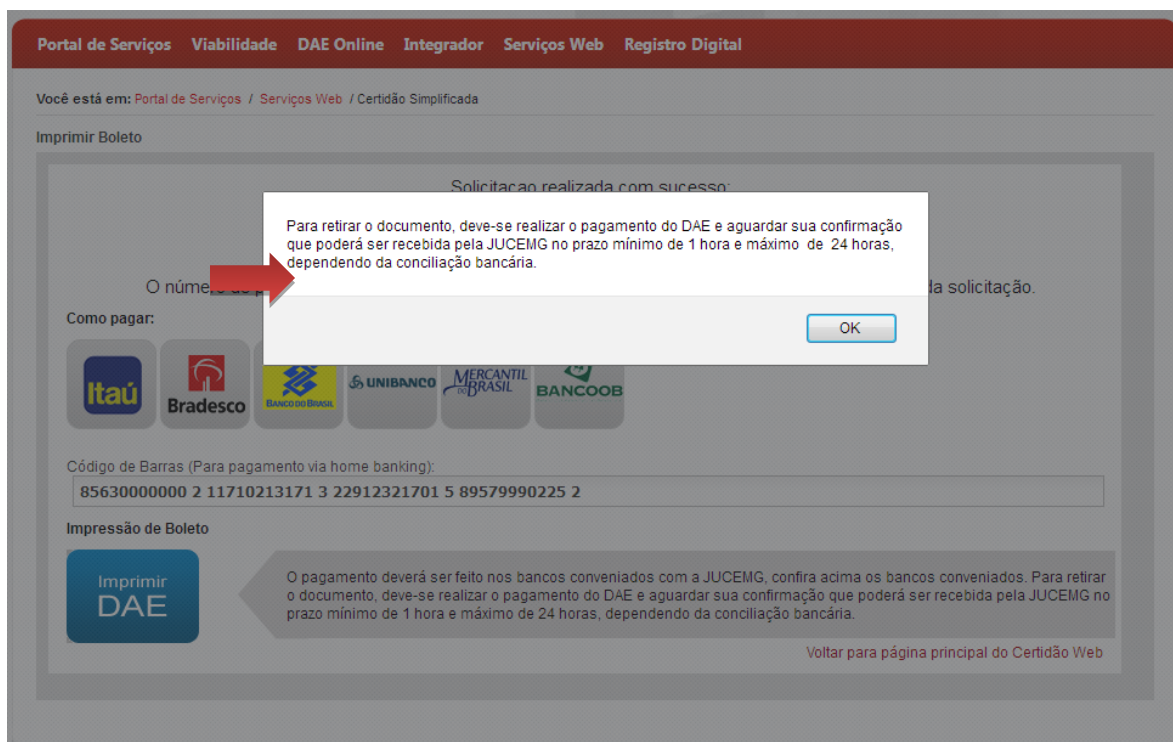 Portal de Serviços Viabilidade DAE Online Integrador Serviços Web Registro Digital
Você está em: Portal de Serviços / Serviços Web / Certidão Simplificada
Imprimir Boleto
Solicitacao realizada com sucesso:
Para retirar o documento, deve-se realizar o pagamento do DAE e aguardar sua confirmação
que poderá ser recebida pela JUCEMG no prazo mínimo de 1 hora e máximo de 24 horas,
dependendo da conciliação bancária.
O número da solicitação.
OK
Como pagar:
Itaú Bradesco BANCO DO BRASIL UNIBANCO MERCANTIL DO BRASIL BANCOOB
Código de Barras (Para pagamento via home banking):
85630000000 2 11710213171 3 22912321701 5 89579990225 2
Impressão de Boleto
Imprimir
DAE
O pagamento deverá ser feito nos bancos conveniados com a JUCEMG, confira acima os bancos conveniados. Para retirar
o documento, deve-se realizar o pagamento do DAE e aguardar sua confirmação que poderá ser recebida pela JUCEMG no
prazo mínimo de 1 hora e máximo de 24 horas, dependendo da conciliação bancária.
Voltar para página principal do Certidão Web